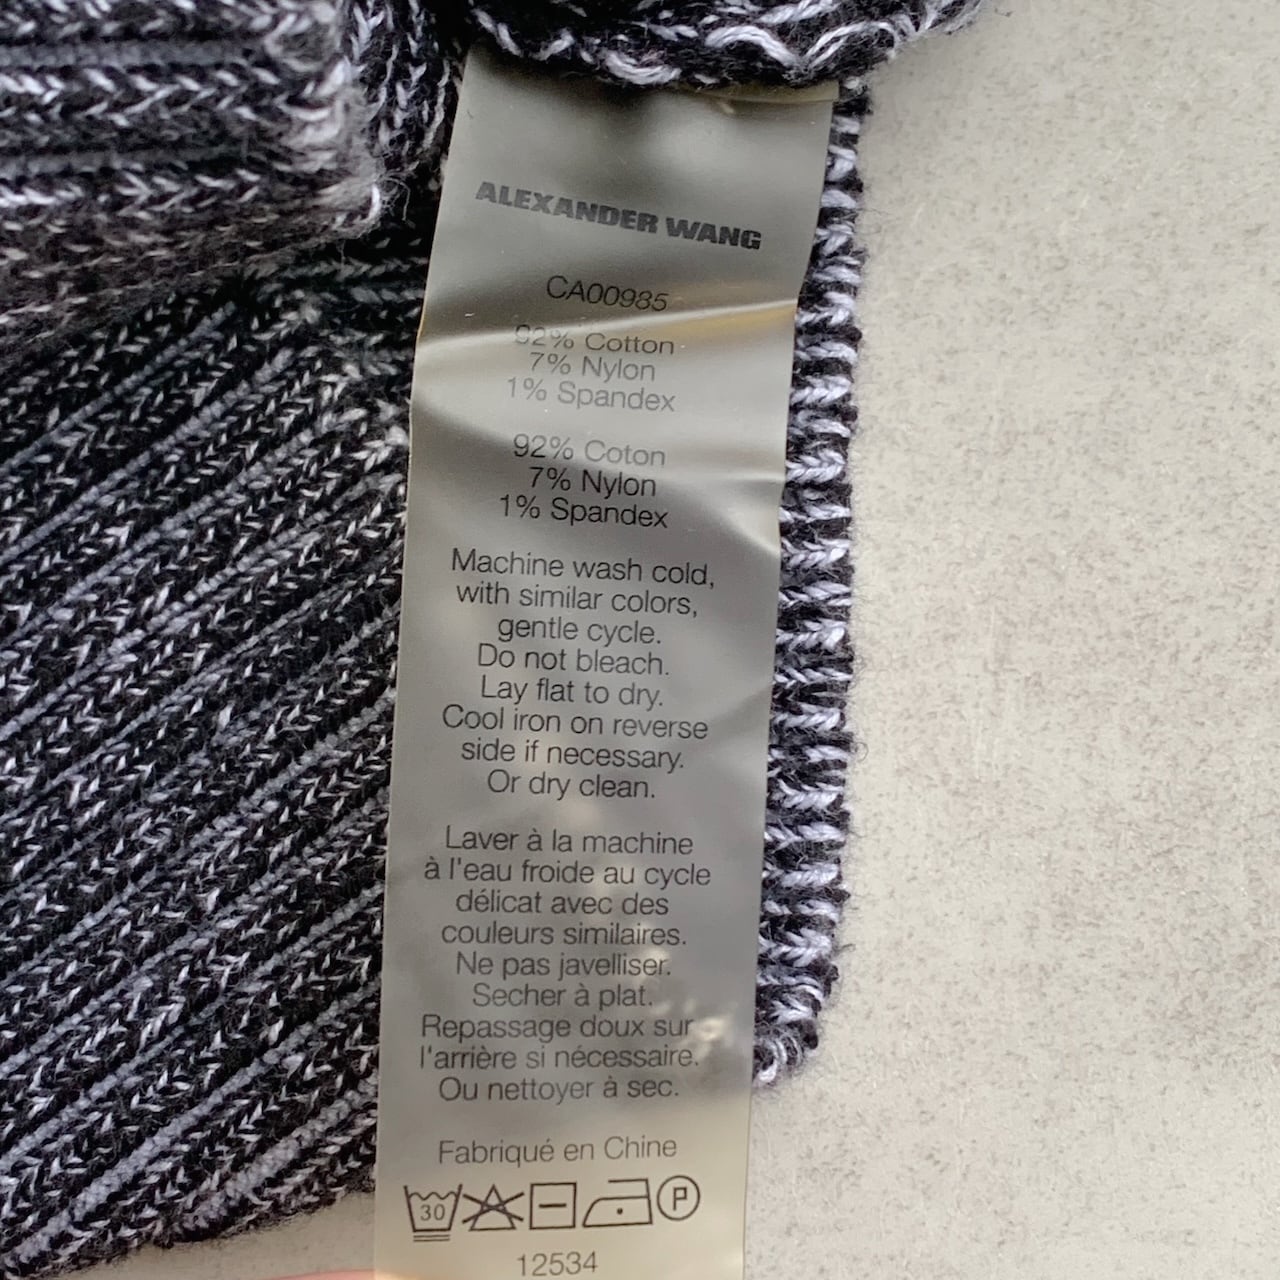 ALEXANDER WANG
CA00985
92% Cotton
7% Nylon
1% Spandex
92% Coton
7% Nylon
1% Spandex
Machine wash cold,
with similar colors,
gentle cycle.
Do not bleach.
Lay flat to dry.
Cool iron on reverse
side if necessary.
Or dry clean.
Laver à la machine
à l'eau froide au cycle
délicat avec des
couleurs similaires.
Ne pas javelliser.
Secher à plat.
Repassage doux sur
l'arrière si nécessaire.
Ou nettoyer à sec.
Fabriqué en Chine
30 P
12534